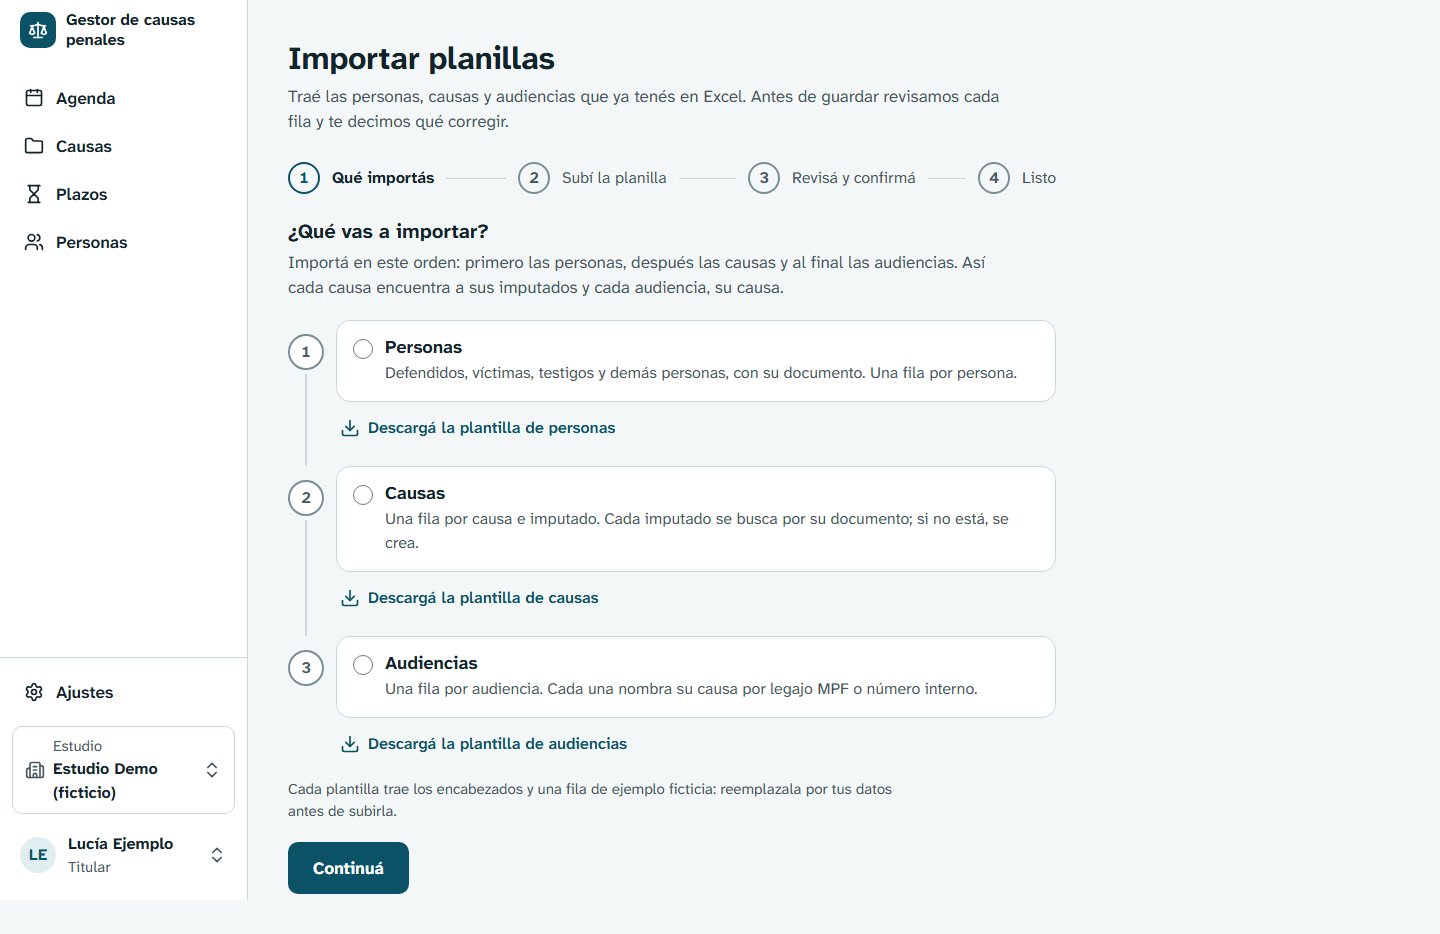 Gestor de causas
penales
Agenda
Causas
Plazos
Personas
Ajustes
Estudio
Estudio Demo
(ficticio)
LE
Lucía Ejemplo
Titular
Importar planillas
Traé las personas, causas y audiencias que ya tenés en Excel. Antes de guardar revisamos cada
fila y te decimos qué corregir.
1 Qué importás
2 Subí la planilla
3 Revisá y confirmá
4 Listo
¿Qué vas a importar?
Importá en este orden: primero las personas, después las causas y al final las audiencias. Así
cada causa encuentra a sus imputados y cada audiencia, su causa.
1
Personas
Defendidos, víctimas, testigos y demás personas, con su documento. Una fila por persona.
Descargá la plantilla de personas
2
Causas
Una fila por causa e imputado. Cada imputado se busca por su documento; si no está, se
crea.
Descargá la plantilla de causas
3
Audiencias
Una fila por audiencia. Cada una nombra su causa por legajo MPF o número interno.
Descargá la plantilla de audiencias
Cada plantilla trae los encabezados y una fila de ejemplo ficticia: reemplazala por tus datos
antes de subirla.
Continuá